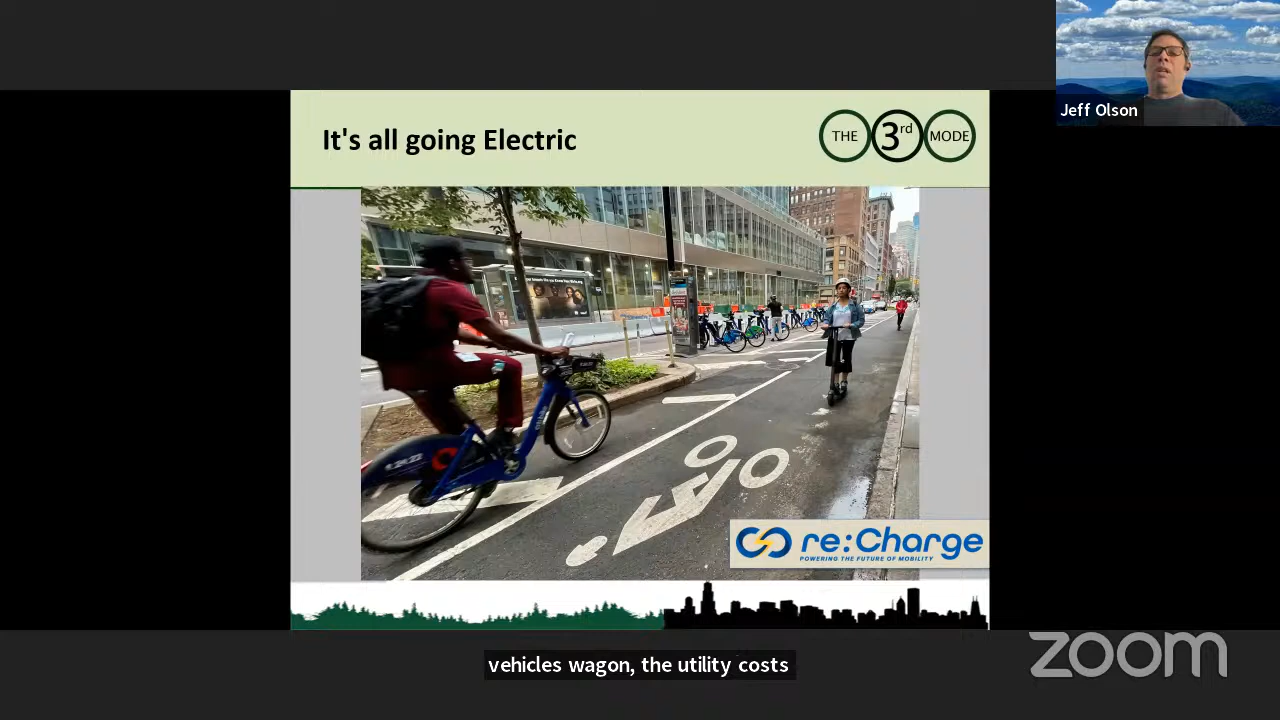 Jeff Olson
It's all going Electric
THE 3rd MODE
re:Charge
POWERING THE FUTURE OF MOBILITY
vehicles wagon, the utility costs
zoom